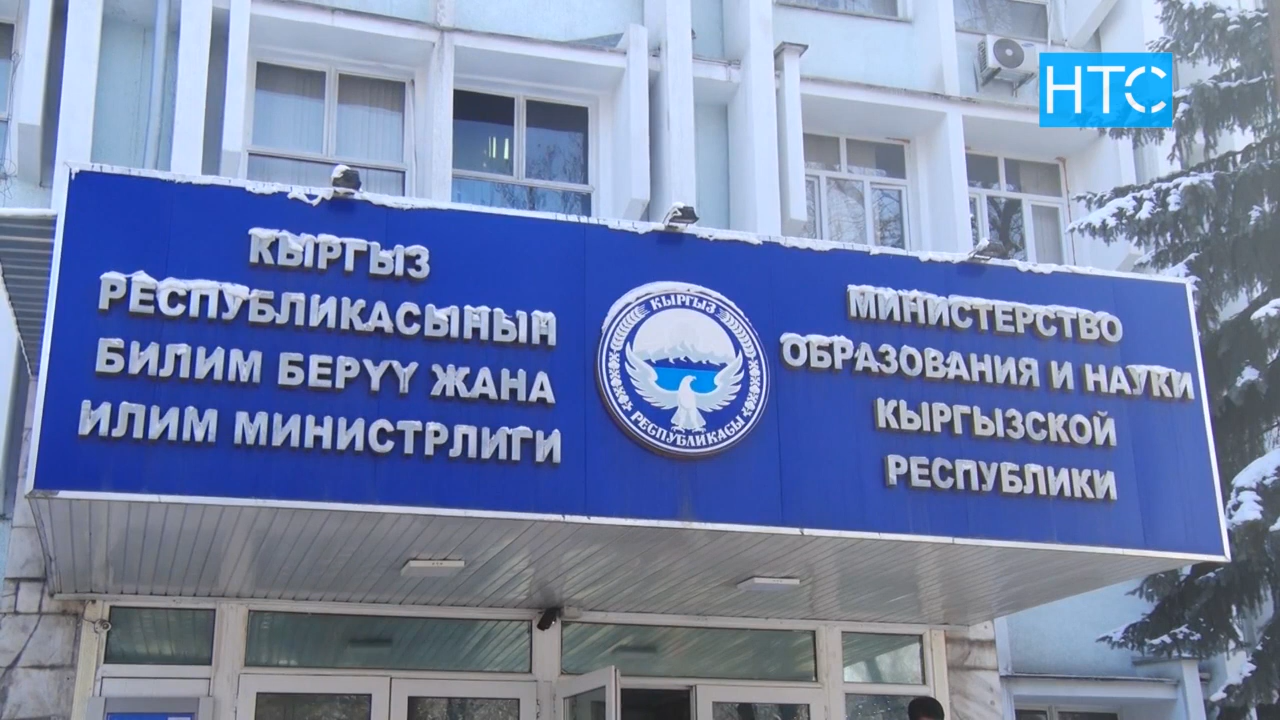 НТС
КЫРГЫЗ
РЕСПУБЛИКАСЫНЫН
БИЛИМ БЕРҮҮ ЖАНА
ИЛИМ МИНИСТРЛИГИ
КЫРГЫЗ
РЕСПУБЛИКАСЫ
МИНИСТЕРСТВО
ОБРАЗОВАНИЯ И НАУКИ
КЫРГЫЗСКОЙ
РЕСПУБЛИКИ